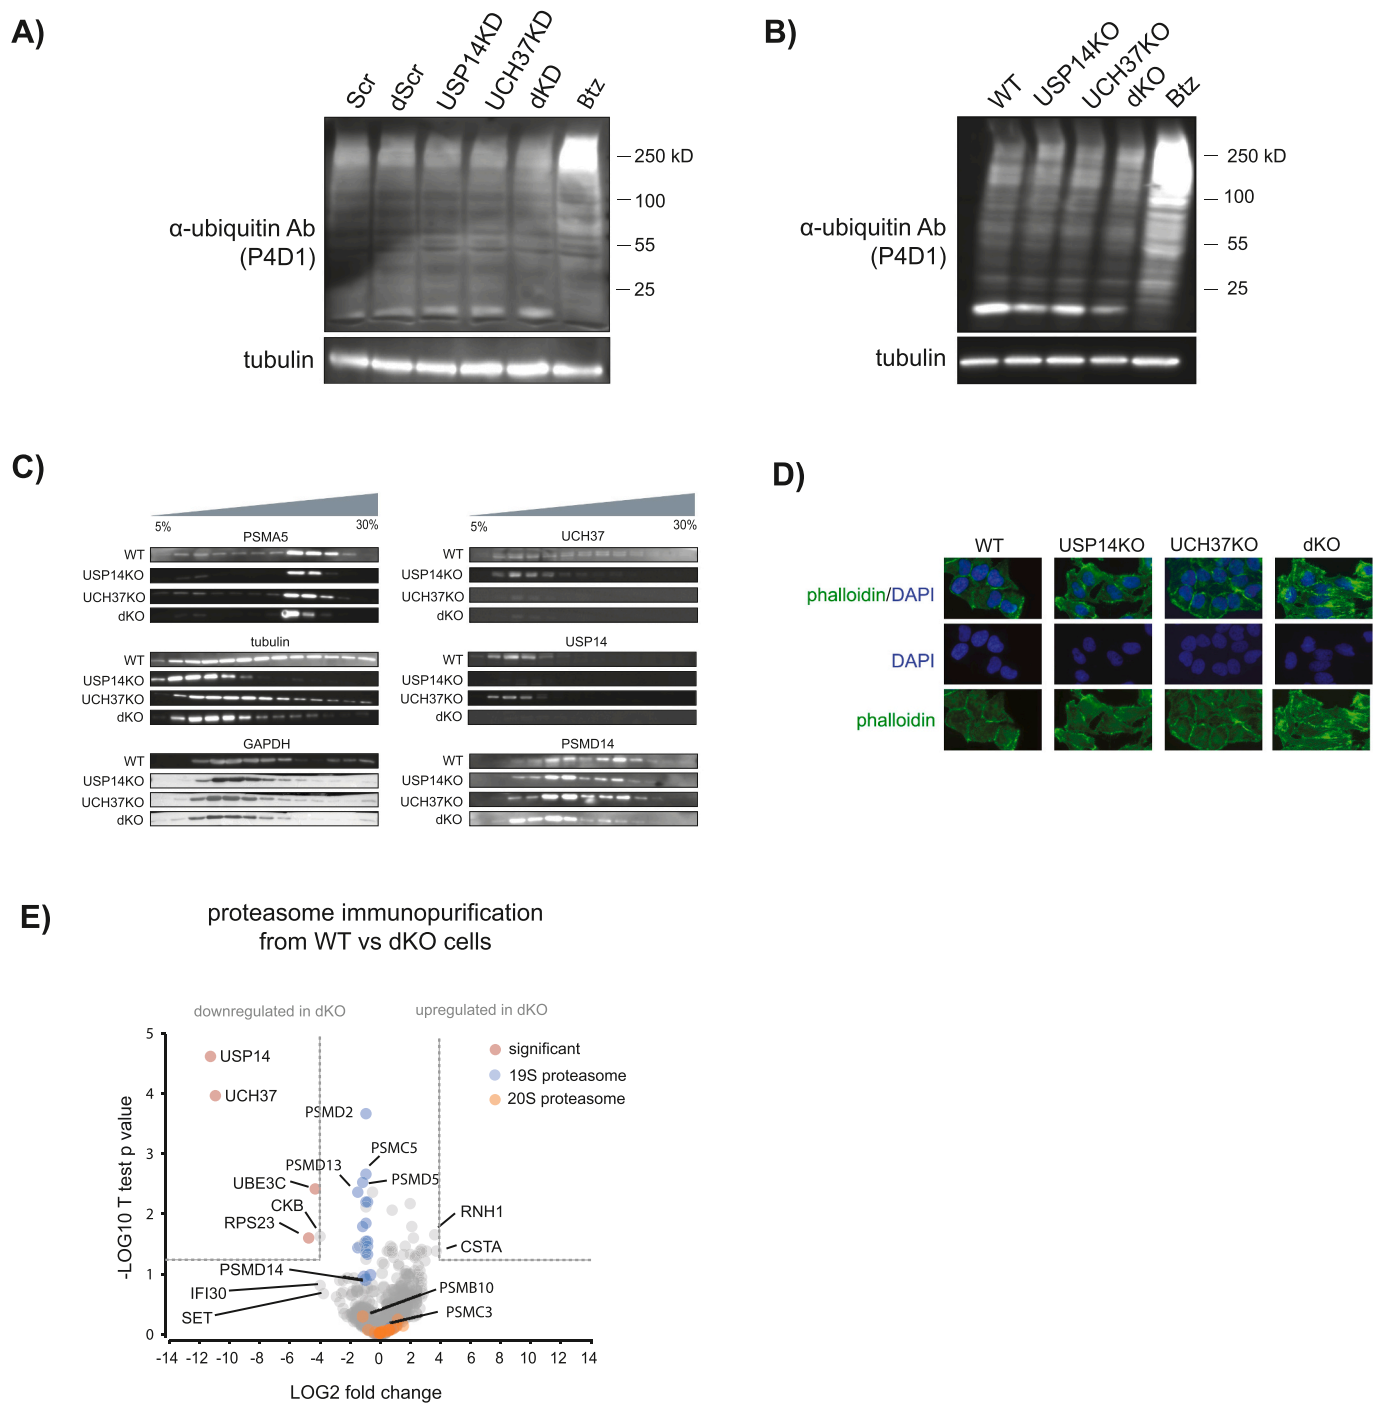 A)
Scr
dScr
USP14KD
UCH37KD
dKD
Btz
250 kD
100
55
25
α-ubiquitin Ab
(P4D1)
tubulin
B)
WT
USP14KO
UCH37KO
dKO
Btz
250 kD
100
55
25
α-ubiquitin Ab
(P4D1)
tubulin
C)
5%
30%
PSMA5
WT
USP14KO
UCH37KO
dKO
tubulin
WT
USP14KO
UCH37KO
dKO
GAPDH
WT
USP14KO
UCH37KO
dKO
5%
30%
UCH37
WT
USP14KO
UCH37KO
dKO
USP14
WT
USP14KO
UCH37KO
dKO
PSMD14
WT
USP14KO
UCH37KO
dKO
D)
WT
USP14KO
UCH37KO
dKO
phalloidin/DAPI
DAPI
phalloidin
E)
proteasome immunopurification
from WT vs dKO cells
downregulated in dKO
upregulated in dKO
significant
19S proteasome
20S proteasome
-LOG10 T test p value
5
4
3
2
1
0
USP14
UCH37
PSMD2
PSMC5
PSMD13
PSMD5
UBE3C
CKB
RPS23
RNH1
CSTA
PSMD14
IFI30
SET
PSMB10
PSMC3
-14 -12 -10 -8 -6 -4 -2 0 2 4 6 8 10 12 14
LOG2 fold change